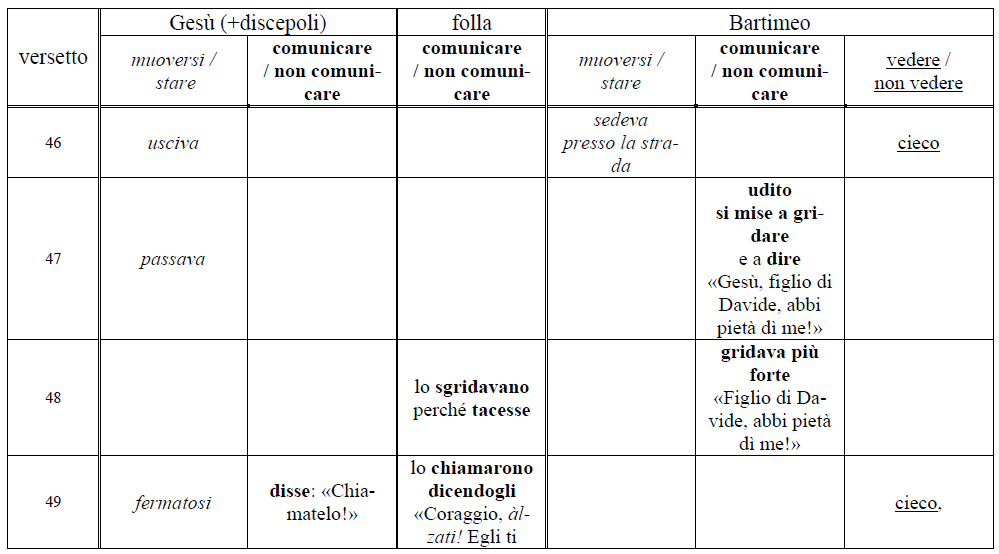 versetto
Gesù (+discepoli)
folla
Bartimeo
muoversi /
stare
comunicare
/ non comuni-
care
comunicare
/ non comuni-
care
muoversi /
stare
comunicare
/ non comuni-
care
vedere /
non vedere
46
usciva
sedeva
presso la stra-
da
cieco
47
passava
udito
si mise a gri-
dare
e a dire
«Gesù, figlio di
Davide, abbi
pietà dì me!»
48
lo sgridavano
perché tacesse
gridava più
forte
«Figlio di Da-
vide, abbi pietà
dì me!»
49
fermatosi
disse: «Chia-
matelo!»
lo chiamarono
dicendogli
«Coraggio, àl-
zati! Egli ti
cieco,